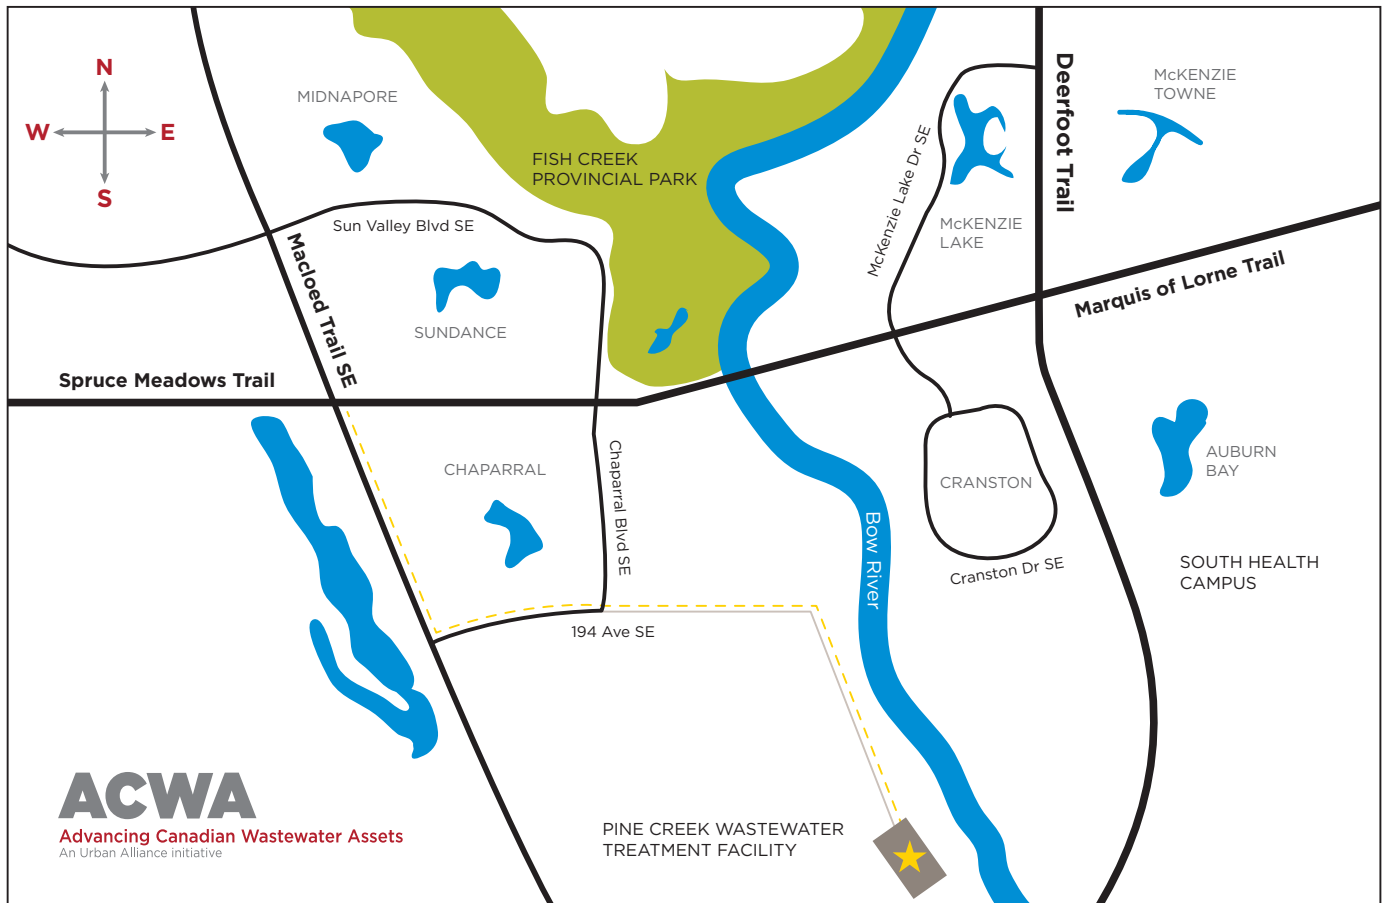 N
W
E
S
MIDNAPORE
FISH CREEK
PROVINCIAL PARK
Sun Valley Blvd SE
Macloed Trail SE
SUNDANCE
Spruce Meadows Trail
McKenzie Lake Dr SE
McKENZIE
LAKE
Deerfoot Trail
McKENZIE
TOWNE
Marquis of Lorne Trail
CHAPARRAL
Chaparral Blvd SE
194 Ave SE
Bow River
CRANSTON
Cranston Dr SE
AUBURN
BAY
SOUTH HEALTH
CAMPUS
PINE CREEK WASTEWATER
TREATMENT FACILITY
ACWA
Advancing Canadian Wastewater Assets
An Urban Alliance initiative